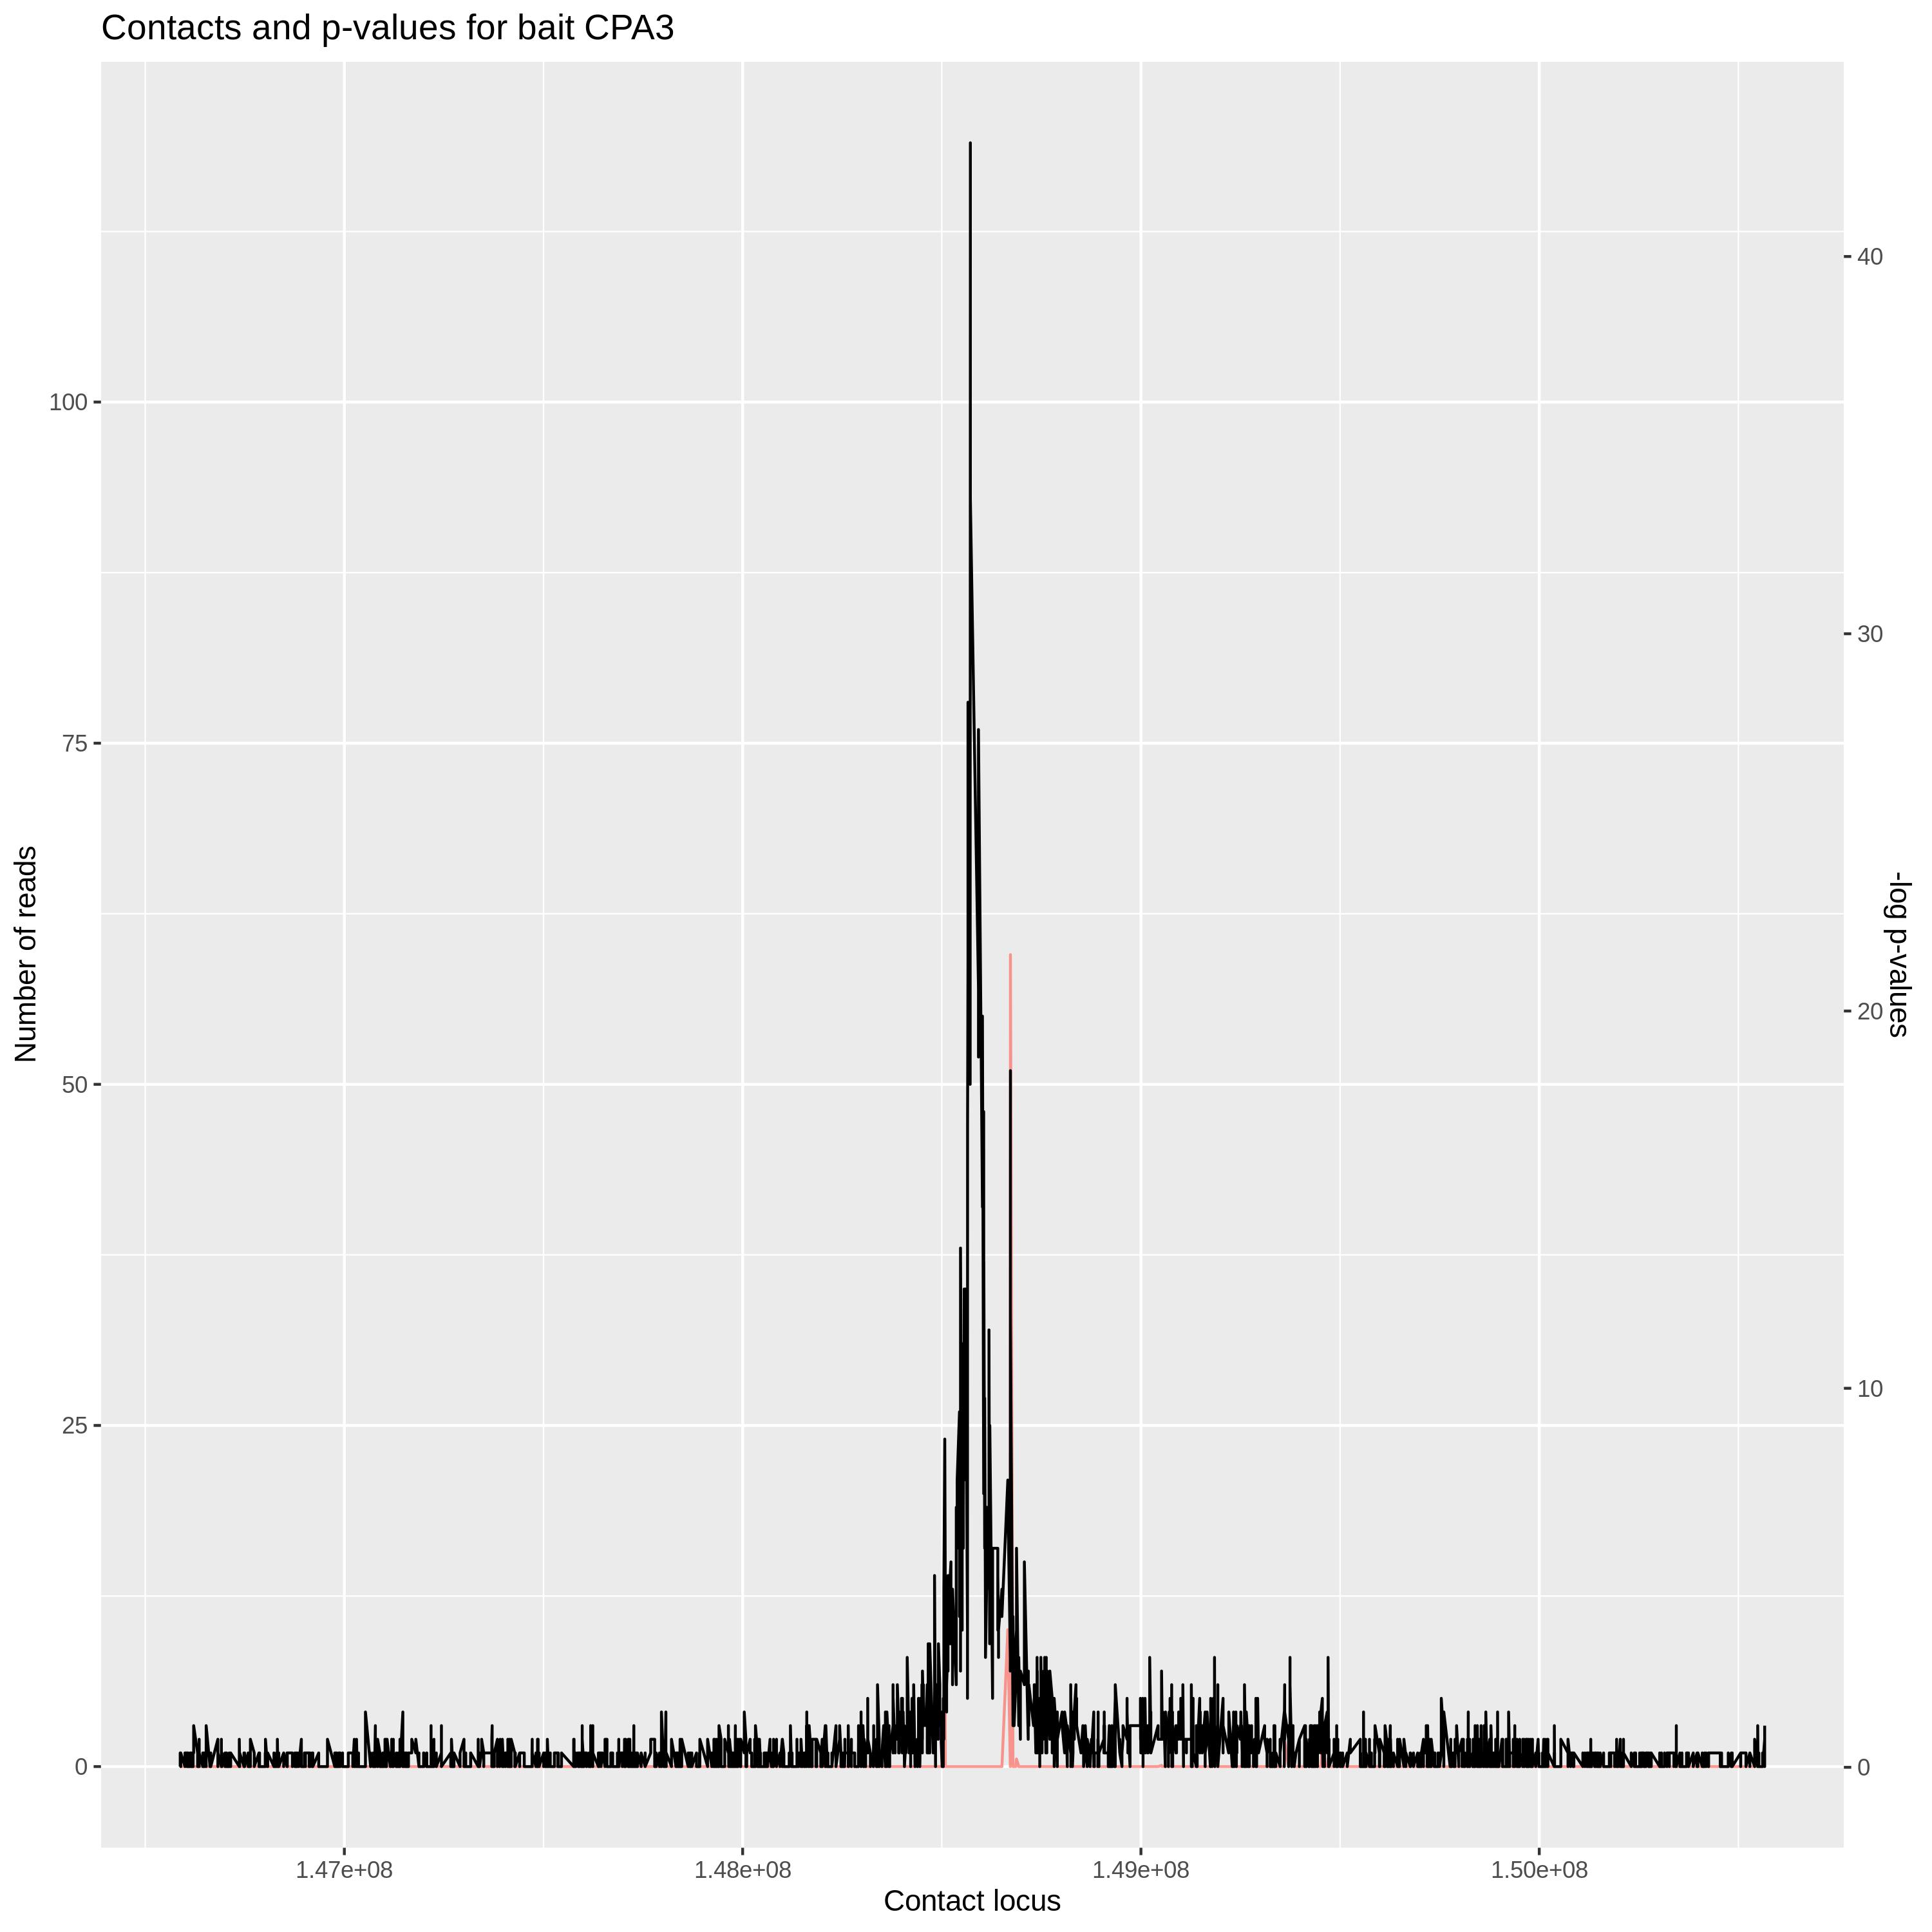 Contacts and p-values for bait CPA3
Number of reads
100
75
50
25
0
40
30
20
10
0
-log p-values
1.47e+08
1.48e+08
1.49e+08
1.50e+08
Contact locus